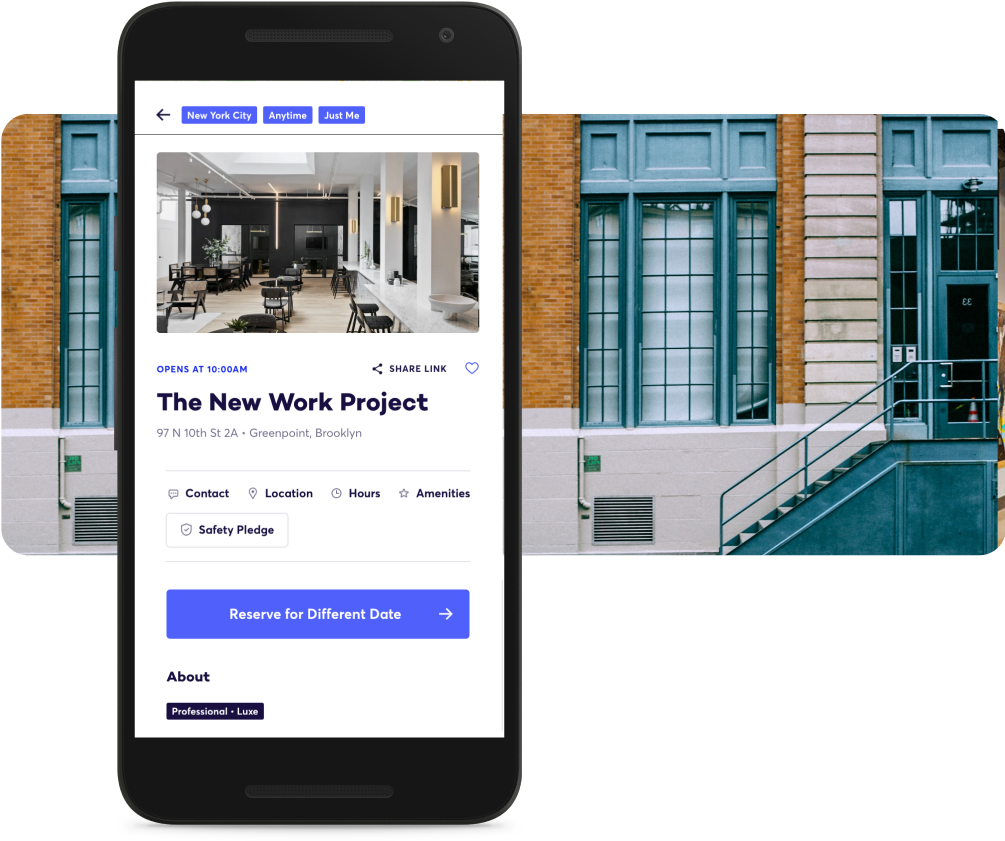 New York City Anytime Just Me
OPENS AT 10:00AM SHARE LINK
The New Work Project
97 N 10th St 2A • Greenpoint, Brooklyn
Contact Location Hours Amenities
Safety Pledge
Reserve for Different Date
About
Professional • Luxe
33